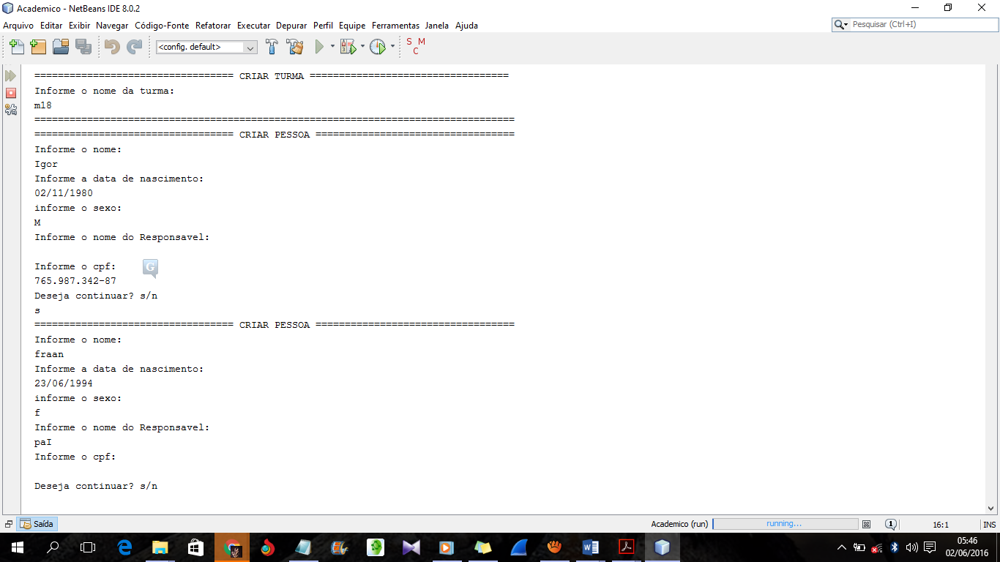 Academico - NetBeans IDE 8.0.2
Arquivo Editar Exibir Navegar Código-Fonte Refatorar Executar Depurar Perfil Equipe Ferramentas Janela Ajuda
Pesquisar (Ctrl+I)
<config. default>
S M
C
================================== CRIAR TURMA ==================================
Informe o nome da turma:
m18
==================================================================================
================================== CRIAR PESSOA ==================================
Informe o nome:
Igor
Informe a data de nascimento:
02/11/1980
informe o sexo:
M
Informe o nome do Responsavel:
Informe o cpf:
G
765.987.342-87
Deseja continuar? s/n
s
================================== CRIAR PESSOA ==================================
Informe o nome:
fraan
Informe a data de nascimento:
23/06/1994
informe o sexo:
f
Informe o nome do Responsavel:
paI
Informe o cpf:
Deseja continuar? s/n
Saída
Academico (run)
running...
1
16:1
INS
05:46
02/06/2016